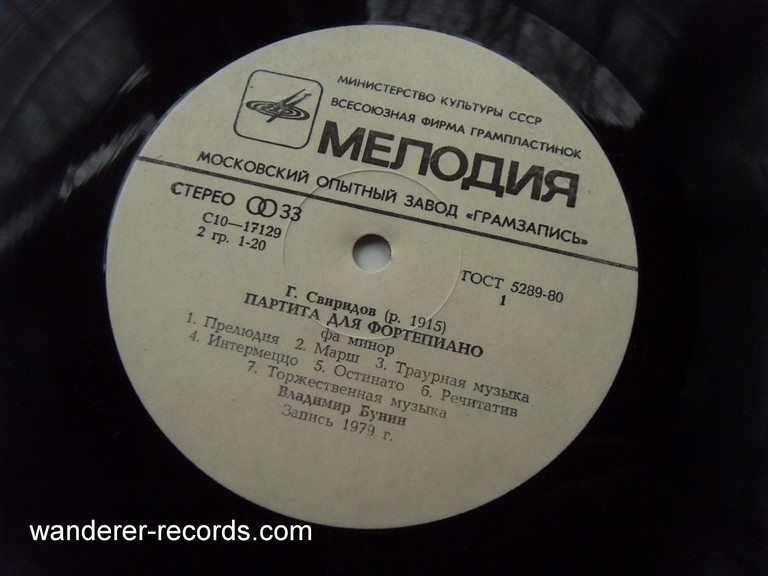 МИНИСТЕРСТВО КУЛЬТУРЫ СССР
ВСЕСОЮЗНАЯ ФИРМА ГРАМПЛАСТИНОК
МЕЛОДИЯ
МОСКОВСКИЙ ОПЫТНЫЙ ЗАВОД «ГРАМЗАПИСЬ»
СТЕРЕО 33
С10—17129
2 гр. 1-20
ГОСТ 5289-80
1
Г. Свиридов (р. 1915)
ПАРТИТА ДЛЯ ФОРТЕПИАНО
фа минор
1. Прелюдия 2. Марш 3. Траурная музыка
4. Интермеццо 5. Остинато 6. Речитатив
7. Торжественная музыка
Владимир Бунин
Запись 1979 г.
wanderer-records.com